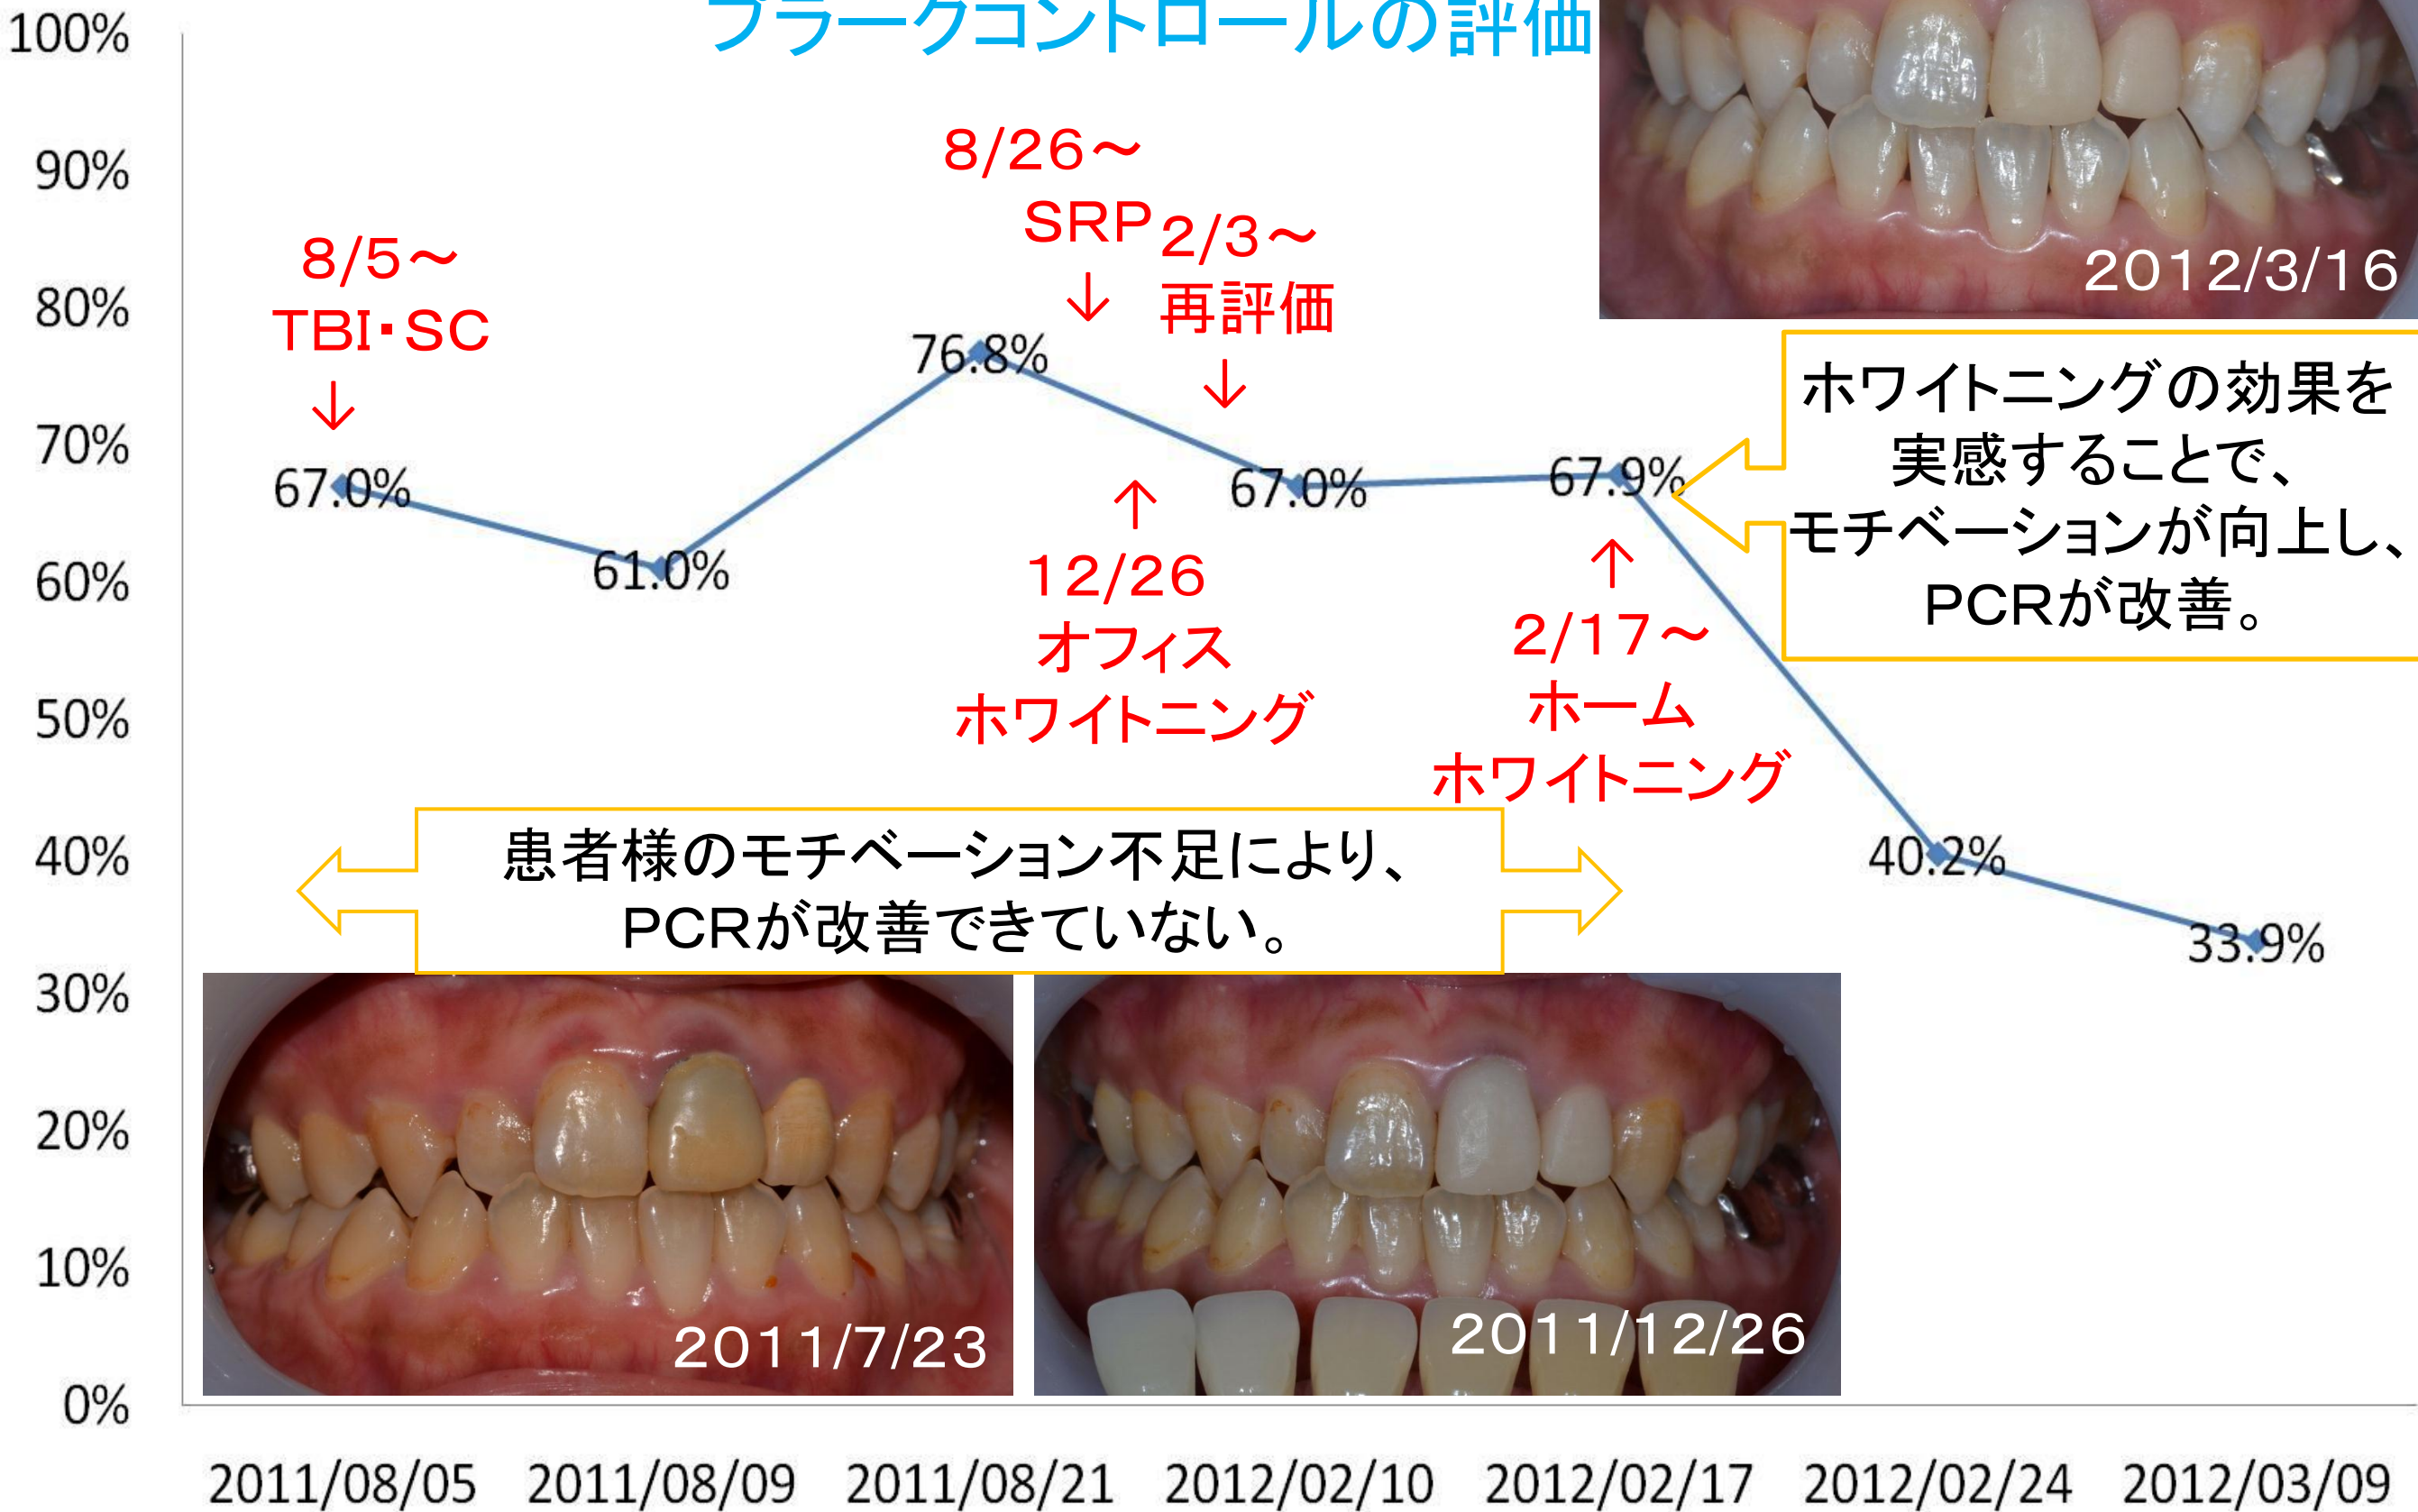 プラークコントロールの評価
100%
90%
80%
70%
60%
50%
40%
30%
20%
10%
0%
8/5～
TBI・SC
↓
8/26～
SRP
↓
2/3～
再評価
↓
67.0%
61.0%
76.8%
67.0%
67.9%
40.2%
33.9%
↑
12/26
オフィス
ホワイトニング
↑
2/17～
ホーム
ホワイトニング
2012/3/16
ホワイトニングの効果を
実感することで、
モチベーションが向上し、
PCRが改善。
患者様のモチベーション不足により、
PCRが改善できていない。
2011/7/23
2011/12/26
2011/08/05 2011/08/09 2011/08/21 2012/02/10 2012/02/17 2012/02/24 2012/03/09